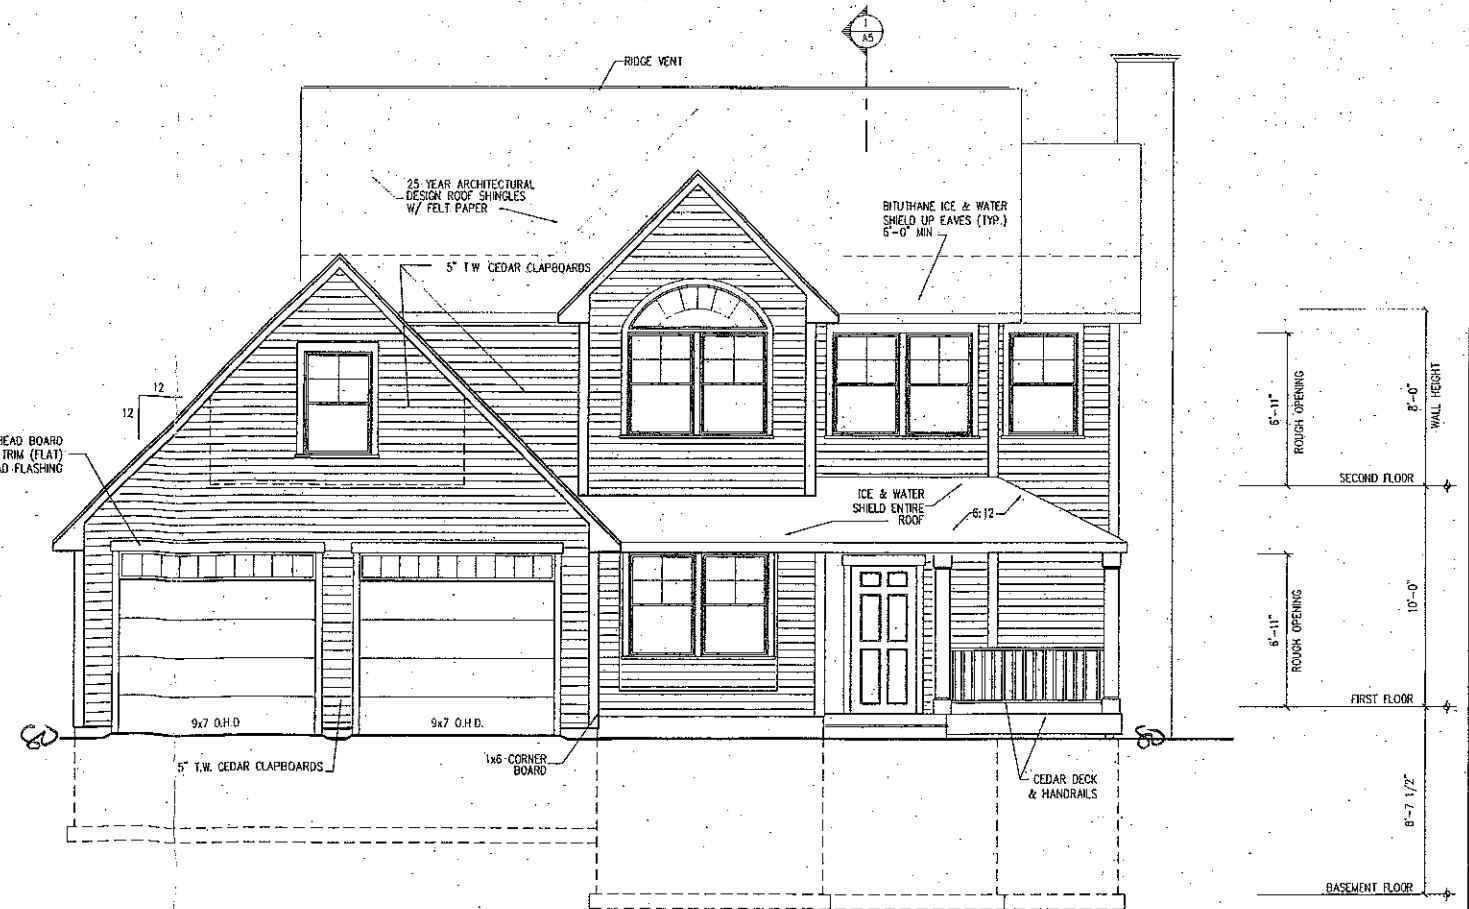 1
A5
RIDGE VENT
25 YEAR ARCHITECTURAL
DESIGN ROOF SHINGLES
W/ FELT PAPER
BITUTHANE ICE & WATER
SHIELD UP EAVES (TYP.)
6'-0" MIN
5" T.W. CEDAR CLAPBOARDS
12
12
HEAD BOARD
TRIM (FLAT)
FLASHING
6'-11"
ROUGH OPENING
8'-0"
WALL HEIGHT
SECOND FLOOR
ICE & WATER
SHIELD ENTIRE
ROOF
6:12
6'-11"
ROUGH OPENING
10'-0"
FIRST FLOOR
9x7 O.H.D
9x7 O.H.D.
5" T.W. CEDAR CLAPBOARDS
1x6 CORNER
BOARD
CEDAR DECK
& HANDRAILS
8'-7 1/2"
BASEMENT FLOOR